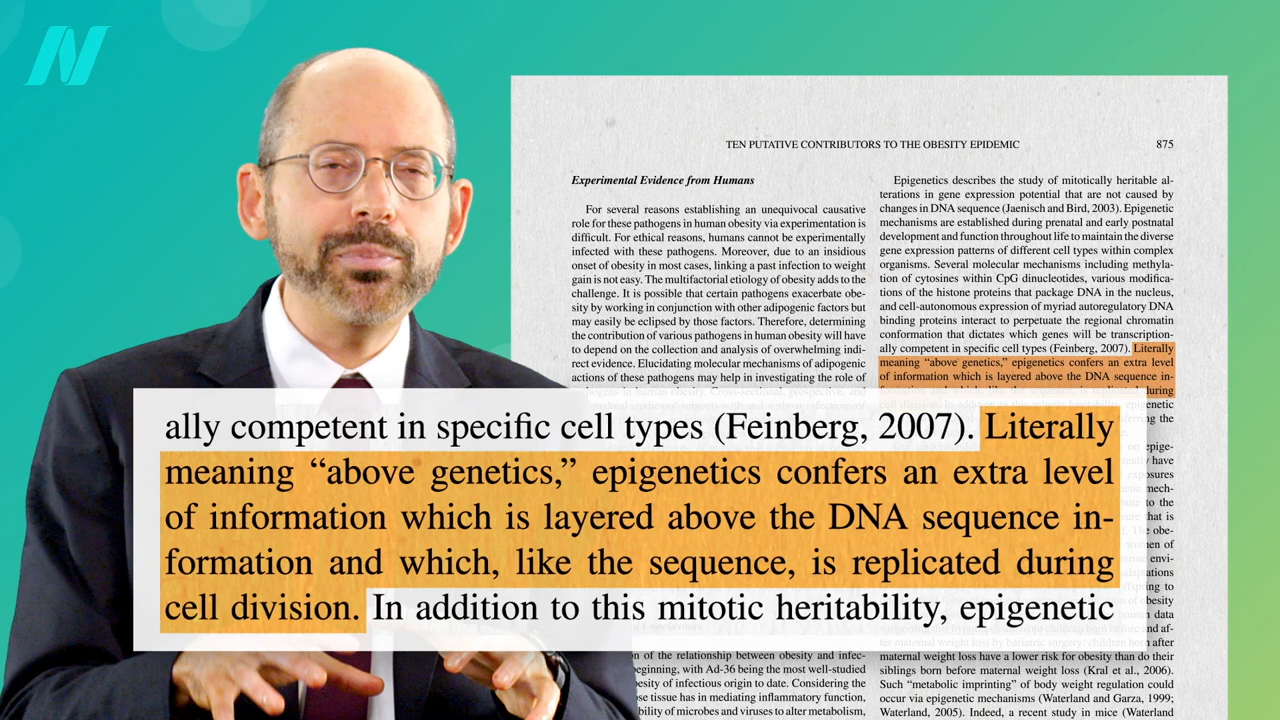 TEN PUTATIVE CONTRIBUTORS TO THE OBESITY EPIDEMIC
875
Experimental Evidence from Humans
For several reasons establishing an unequivocal causative
role for these pathogens in human obesity via experimentation is
difficult. For ethical reasons, humans cannot be experimentally
infected with these pathogens. Moreover, due to an insidious
onset of obesity in most cases, linking a past infection to weight
gain is not easy. The multifactorial etiology of obesity adds to the
challenge. It is possible that certain pathogens exacerbate obe-
sity by working in conjunction with other adipogenic factors but
may easily be eclipsed by those factors. Therefore, determining
the contribution of various pathogens in human obesity will have
to depend on the collection and analysis of overwhelming indi-
rect evidence. Elucidating molecular mechanisms of adipogenic
actions of these pathogens may help in investigating the role of
Epigenetics describes the study of mitotically heritable al-
terations in gene expression potential that are not caused by
changes in DNA sequence (Jaenisch and Bird, 2003). Epigenetic
mechanisms are established during prenatal and early postnatal
development and function throughout life to maintain the diverse
gene expression patterns of different cell types within complex
organisms. Several molecular mechanisms including methyla-
tion of cytosines within CpG dinucleotides, various modifica-
tions of the histone proteins that package DNA in the nucleus,
and cell-autonomous expression of myriad autoregulatory DNA
binding proteins interact to perpetuate the regional chromatin
conformation that dictates which genes will be transcription-
ally competent in specific cell types (Feinberg, 2007). Literally
meaning “above genetics,” epigenetics confers an extra level
of information which is layered above the DNA sequence in-
ally competent in specific cell types (Feinberg, 2007). Literally
meaning “above genetics,” epigenetics confers an extra level
of information which is layered above the DNA sequence in-
formation and which, like the sequence, is replicated during
cell division. In addition to this mitotic heritability, epigenetic
of the relationship between obesity and infec-
eginning, with Ad-36 being the most well-studied
esity of infectious origin to date. Considering the
se tissue has in mediating inflammatory function,
bility of microbes and viruses to alter metabolism,
maternal weight loss have a lower risk for obesity than do their
siblings born before maternal weight loss (Kral et al., 2006).
Such “metabolic imprinting” of body weight regulation could
occur via epigenetic mechanisms (Waterland and Garza, 1999;
Waterland, 2005). Indeed, a recent study in mice (Waterland